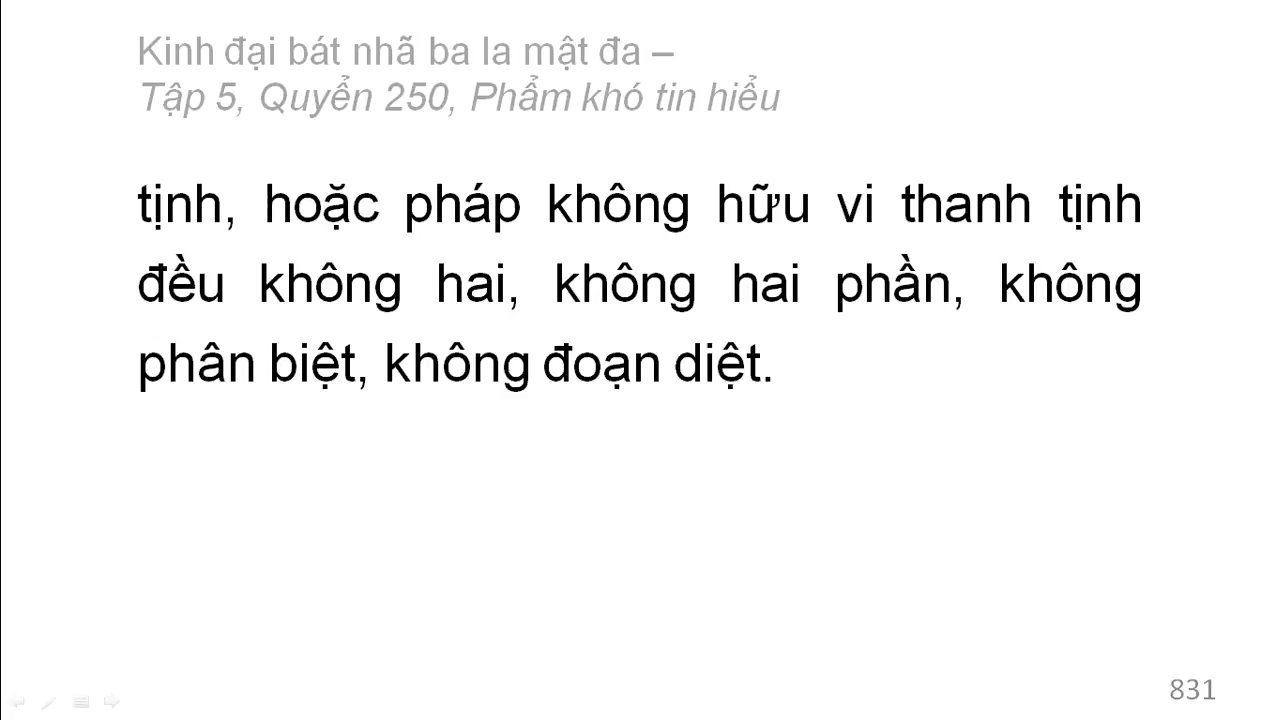 Kinh đại bát nhã ba la mật đa –
Tập 5, Quyển 250, Phẩm khó tin hiểu
tịnh, hoặc pháp không hữu vi thanh tịnh
đều không hai, không hai phần, không
phân biệt, không đoạn diệt.
831